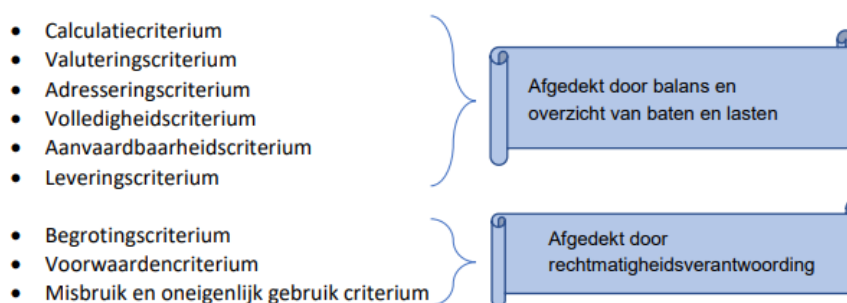 Calculatiecriterium
Valuteringscriterium
Adresseringscriterium
Volledigheidscriterium
Aanvaardbaarheidscriterium
Leveringscriterium
Afgedekt door balans en
overzicht van baten en lasten
Begrotingscriterium
Voorwaardencriterium
Misbruik en oneigenlijk gebruik criterium
Afgedekt door
rechtmatigheidsverantwoording